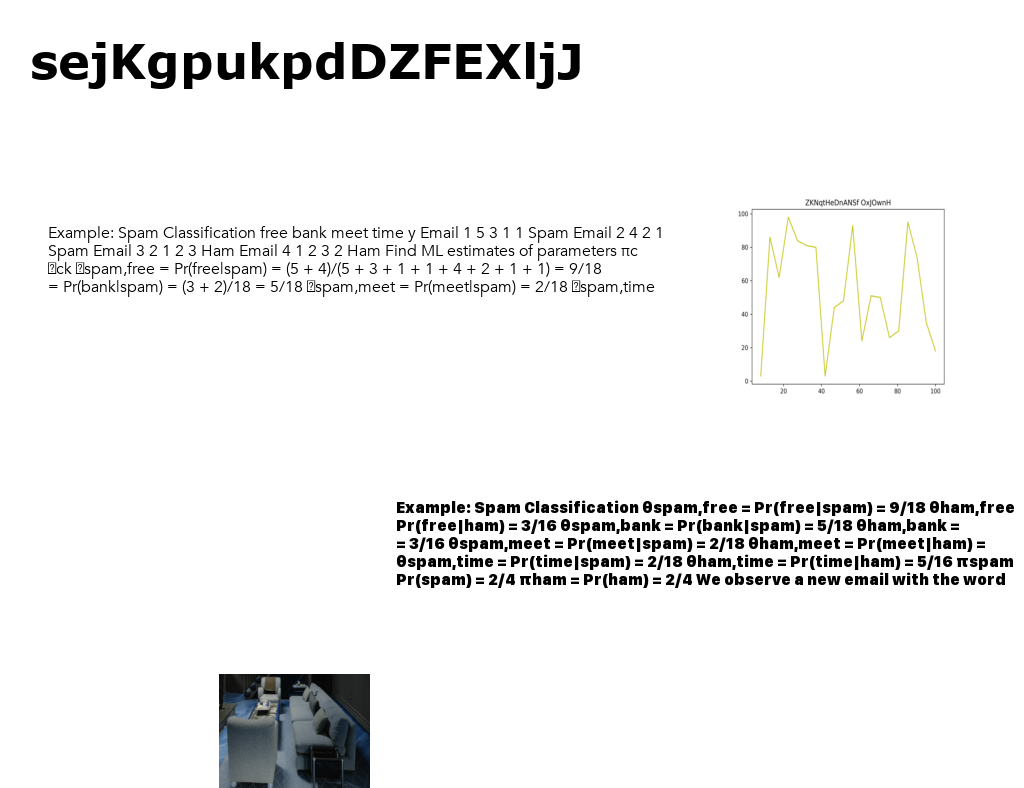 sejKgpukpdDZFEXljJ
Example: Spam Classification free bank meet time y Email 1 5 3 1 1 Spam Email 2 4 2 1
Spam Email 3 2 1 2 3 Ham Email 4 1 2 3 2 Ham Find ML estimates of parameters πc
ck spam,free = Pr(free|spam) = (5 + 4)/(5 + 3 + 1 + 1 + 4 + 2 + 1 + 1) = 9/18
= Pr(bank|spam) = (3 + 2)/18 = 5/18 spam,meet = Pr(meet|spam) = 2/18 spam,time
ZKNqtHeDnANSf OxJOwnH
100
80
60
40
20
0
20 40 60 80 100
Example: Spam Classification θspam,free = Pr(free|spam) = 9/18 θham,free
Pr(free|ham) = 3/16 θspam,bank = Pr(bank|spam) = 5/18 θham,bank =
= 3/16 θspam,meet = Pr(meet|spam) = 2/18 θham,meet = Pr(meet|ham) =
θspam,time = Pr(time|spam) = 2/18 θham,time = Pr(time|ham) = 5/16 πspam
Pr(spam) = 2/4 πham = Pr(ham) = 2/4 We observe a new email with the word